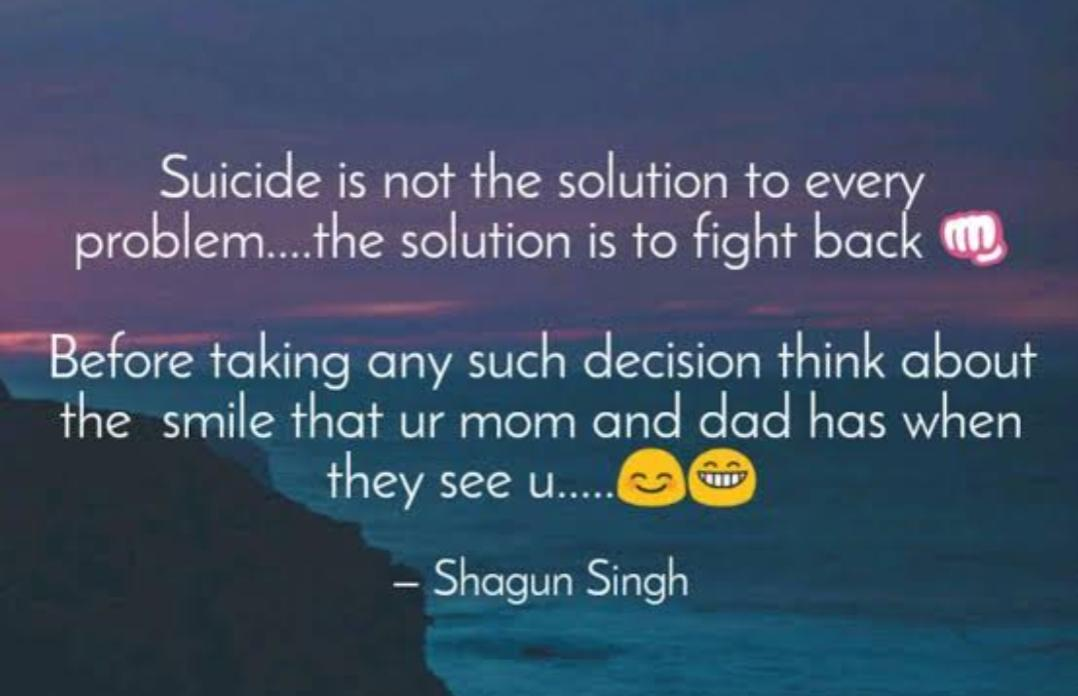 Suicide is not the solution to every
problem....the solution is to fight back 👊
Before taking any such decision think about
the smile that ur mom and dad has when
they see u.....😊😁
– Shagun Singh